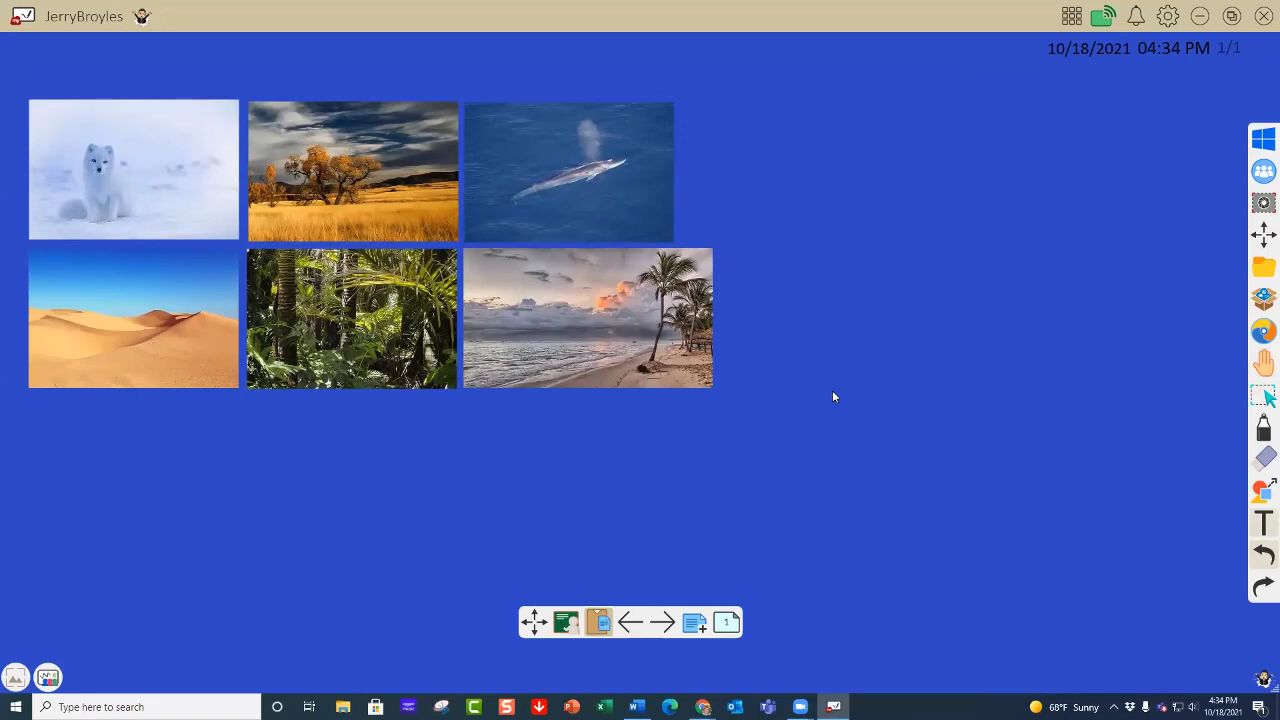 JerryBroyles
10/18/2021 04:34 PM 1/1
1
Type here to search
68°F Sunny
4:34 PM
10/18/2021